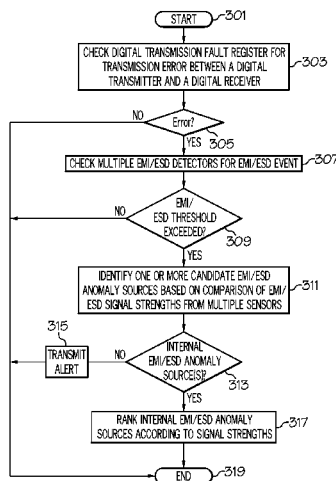 START
301
CHECK DIGITAL TRANSMISSION FAULT REGISTER FOR
TRANSMISSION ERROR BETWEEN A DIGITAL
TRANSMITTER AND A DIGITAL RECEIVER
303
NO
Error?
305
YES
CHECK MULTIPLE EMI/ESD DETECTORS FOR EMI/ESD EVENT
307
NO
EMI/
ESD THRESHOLD
EXCEEDED?
309
YES
IDENTIFY ONE OR MORE CANDIDATE EMI/ESD
ANOMALY SOURCES BASED ON COMPARISON OF EMI/
ESD SIGNAL STRENGTHS FROM MULTIPLE SENSORS
311
315
TRANSMIT
ALERT
NO
INTERNAL
EMI/ESD ANOMALY
SOURCE(S)?
313
YES
RANK INTERNAL EMI/ESD ANOMALY
SOURCES ACCORDING TO SIGNAL STRENGTHS
317
END
319